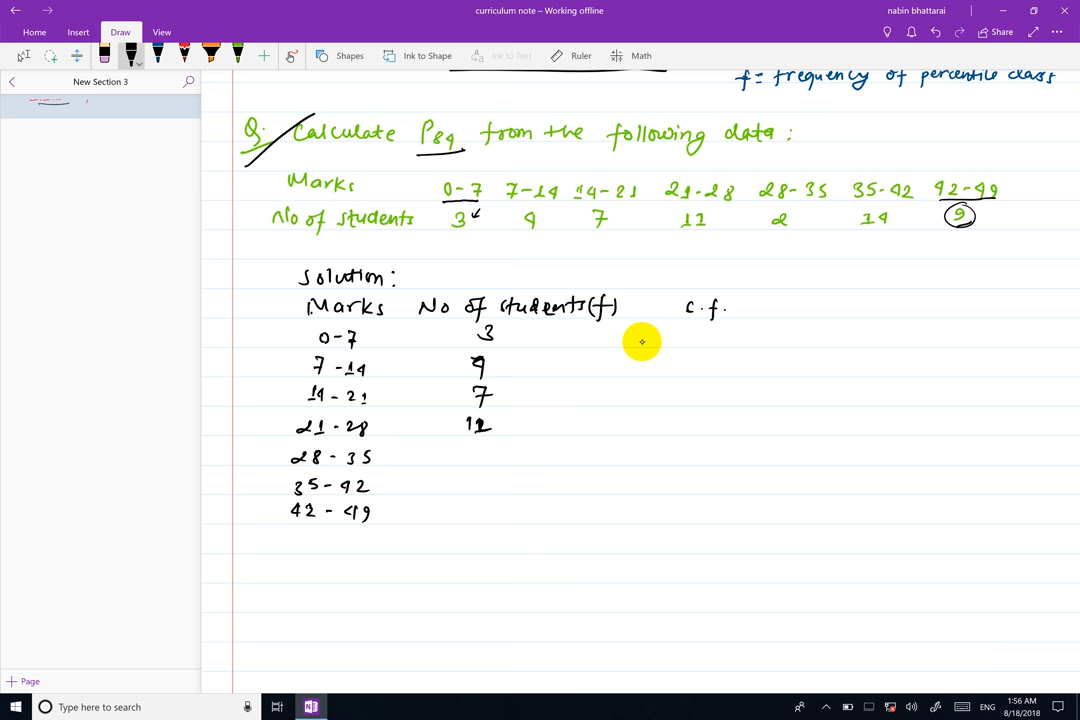 curriculum note – Working offline
nabin bhattarai
Home Insert Draw View
Share
Shapes Ink to Shape Ink to Text Ruler Math
New Section 3
f = frequency of percentile class
Q. Calculate P84 from the following data:
Marks 0-7 7-14 14-21 21-28 28-35 35-42 42-49
No of students 3 4 7 11 2 14 9
Solution:
Marks No of students(f) c.f.
0-7 3
7-14 4
14-21 7
21-28 11
28-35
35-42
42-49
Page
Type here to search
ENG
1:56 AM
8/18/2018